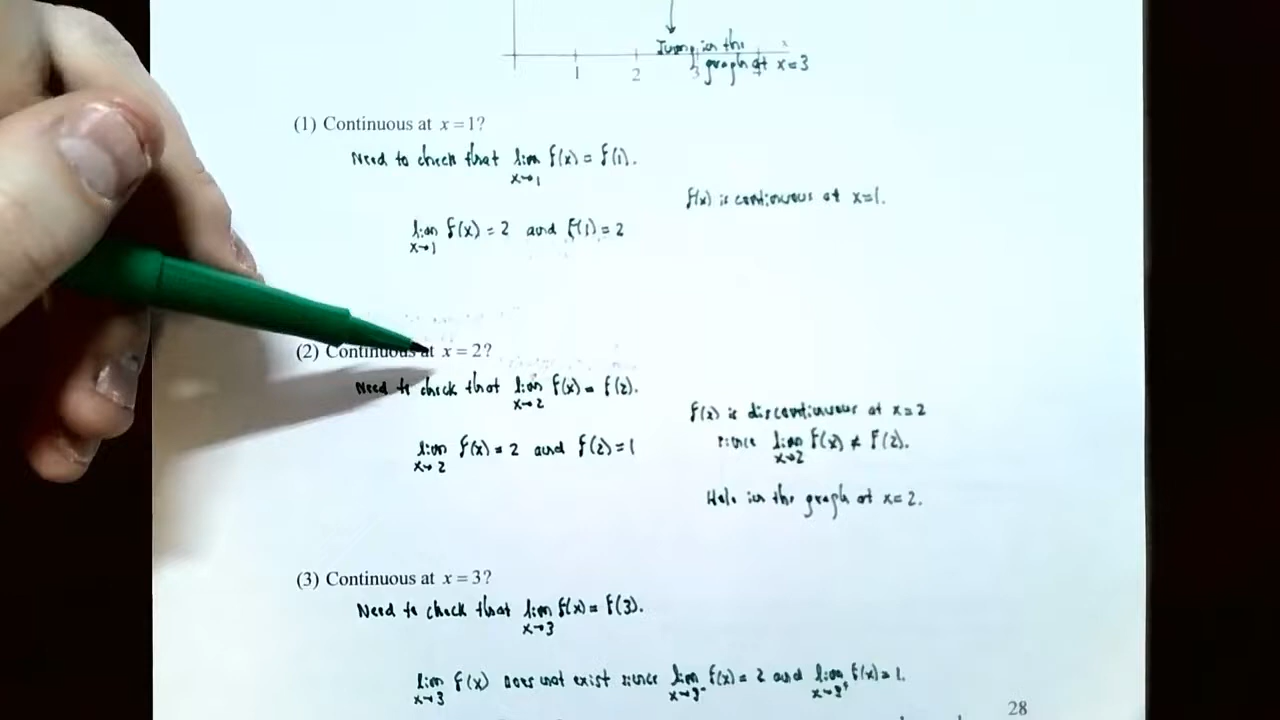 Jump in the
graph at x=3
x
1 2 3 4
(1) Continuous at x=1?
Need to check that lim f(x) = f(1).
x→1
f(x) is continuous at x=1.
lim f(x) = 2 and f(1) = 2
x→1
(2) Continuous at x=2?
Need to check that lim f(x) = f(2).
x→2
f(x) is discontinuous at x=2
since lim f(x) ≠ f(2).
x→2
lim f(x) = 2 and f(2)=1
x→2
Hole in the graph at x=2.
(3) Continuous at x=3?
Need to check that lim f(x) = f(3).
x→3
lim f(x) does not exist since lim f(x) = 2 and lim f(x) = 1.
x→3 x→3⁻ x→3⁺
28